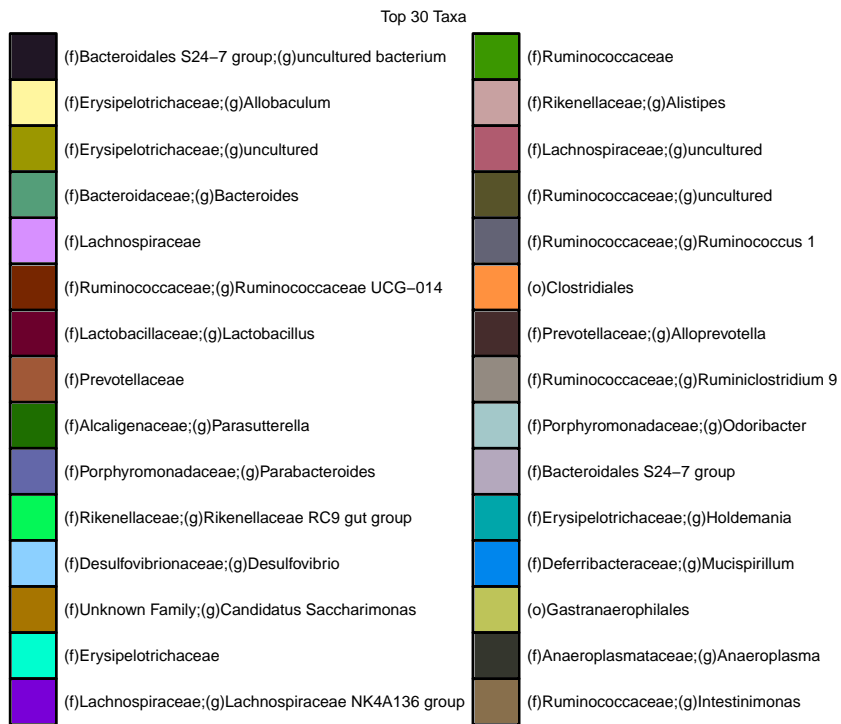 Top 30 Taxa
(f)Bacteroidales S24−7 group;(g)uncultured bacterium
(f)Erysipelotrichaceae;(g)Allobaculum
(f)Erysipelotrichaceae;(g)uncultured
(f)Bacteroidaceae;(g)Bacteroides
(f)Lachnospiraceae
(f)Ruminococcaceae;(g)Ruminococcaceae UCG−014
(f)Lactobacillaceae;(g)Lactobacillus
(f)Prevotellaceae
(f)Alcaligenaceae;(g)Parasutterella
(f)Porphyromonadaceae;(g)Parabacteroides
(f)Rikenellaceae;(g)Rikenellaceae RC9 gut group
(f)Desulfovibrionaceae;(g)Desulfovibrio
(f)Unknown Family;(g)Candidatus Saccharimonas
(f)Erysipelotrichaceae
(f)Lachnospiraceae;(g)Lachnospiraceae NK4A136 group
(f)Ruminococcaceae
(f)Rikenellaceae;(g)Alistipes
(f)Lachnospiraceae;(g)uncultured
(f)Ruminococcaceae;(g)uncultured
(f)Ruminococcaceae;(g)Ruminococcus 1
(o)Clostridiales
(f)Prevotellaceae;(g)Alloprevotella
(f)Ruminococcaceae;(g)Ruminiclostridium 9
(f)Porphyromonadaceae;(g)Odoribacter
(f)Bacteroidales S24−7 group
(f)Erysipelotrichaceae;(g)Holdemania
(f)Deferribacteraceae;(g)Mucispirillum
(o)Gastranaerophilales
(f)Anaeroplasmataceae;(g)Anaeroplasma
(f)Ruminococcaceae;(g)Intestinimonas